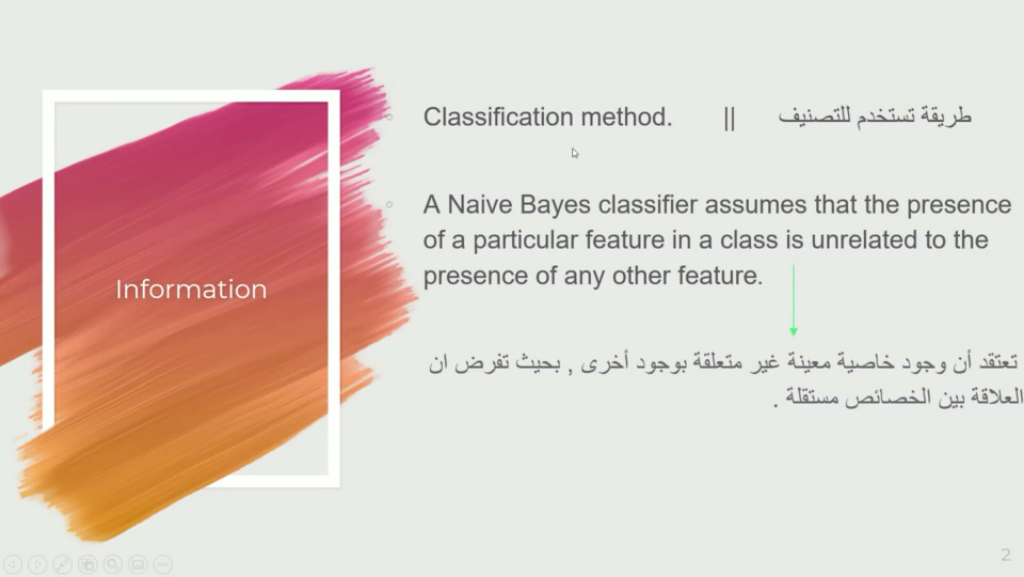 Information
Classification method. || طريقة تستخدم للتصنيف
A Naive Bayes classifier assumes that the presence
of a particular feature in a class is unrelated to the
presence of any other feature.
تعتقد أن وجود خاصية معينة غير متعلقة بوجود أخرى , بحيث تفرض ان
العلاقة بين الخصائص مستقلة .
2